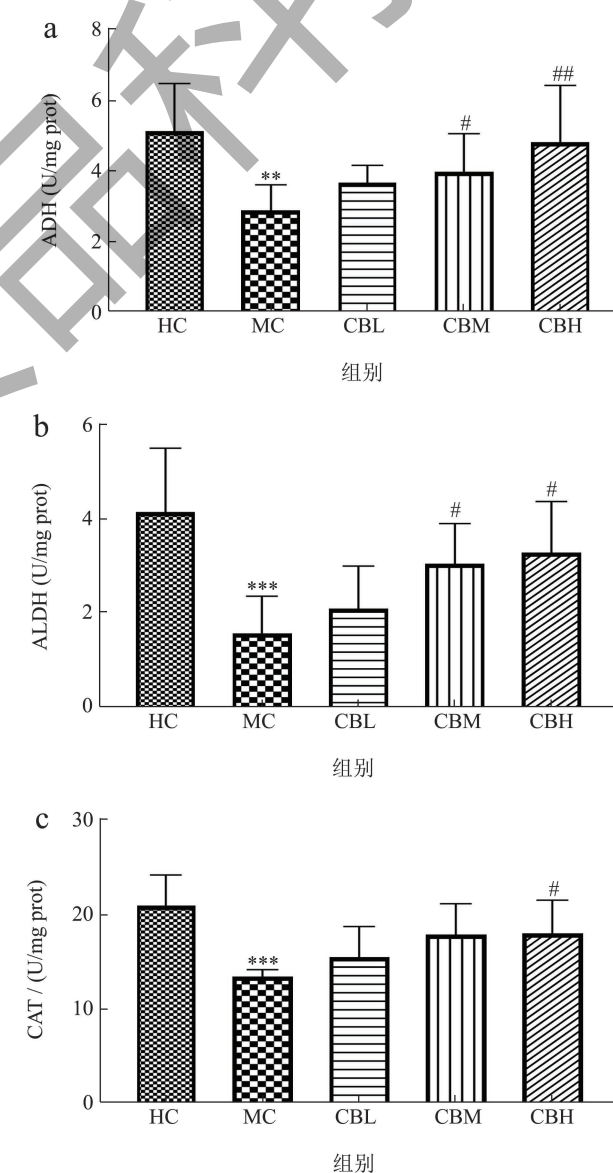 a
ADH (U/mg prot)
8
6
4
2
0
**
#
##
HC MC CBL CBM CBH
组别
b
ALDH (U/mg prot)
6
4
2
0
***
#
#
HC MC CBL CBM CBH
组别
c
CAT / (U/mg prot)
30
20
10
0
***
#
HC MC CBL CBM CBH
组别
品科